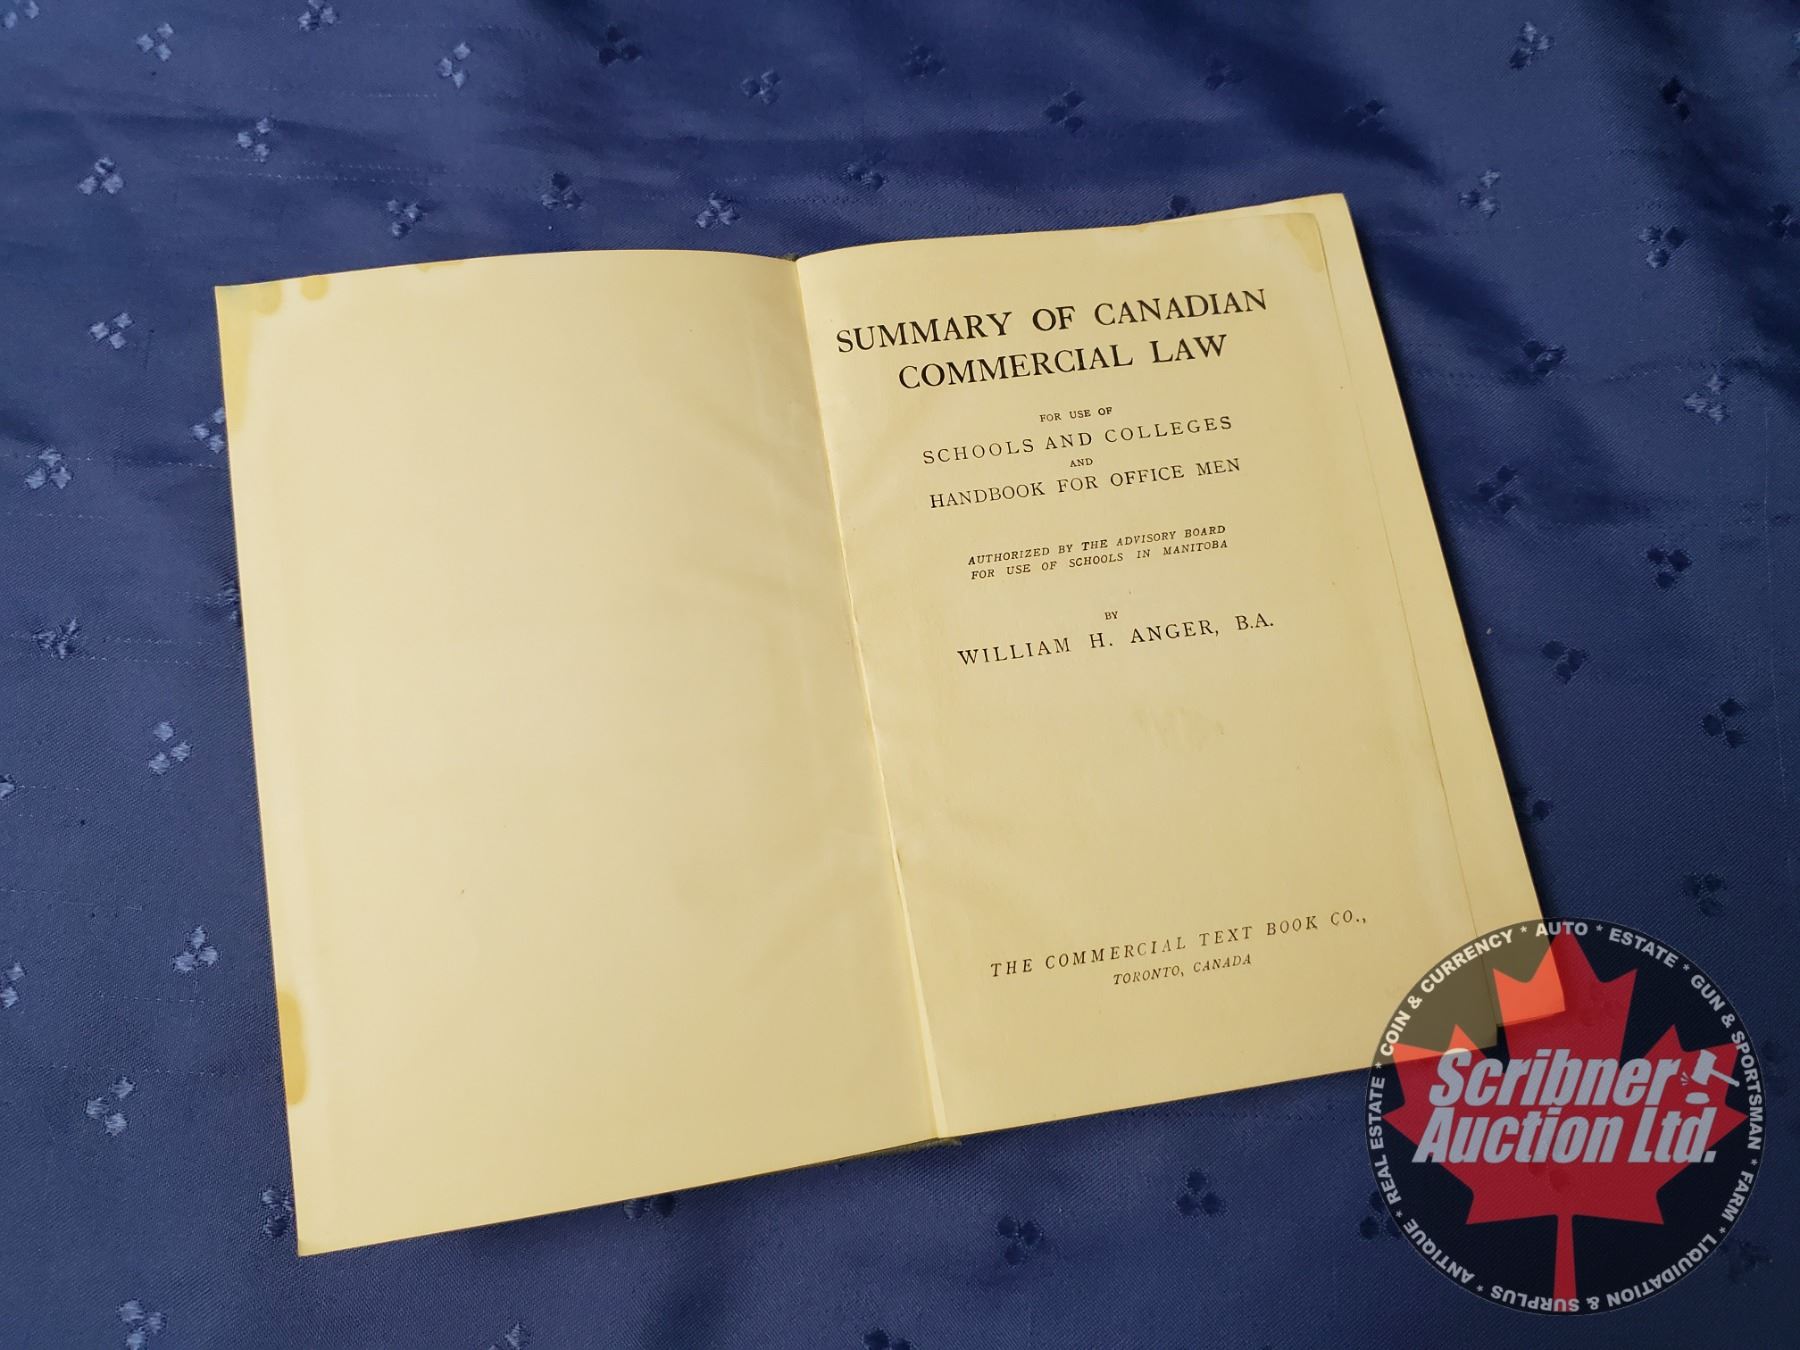 SUMMARY OF CANADIAN
COMMERCIAL LAW
FOR USE OF
SCHOOLS AND COLLEGES
AND
HANDBOOK FOR OFFICE MEN
AUTHORIZED BY THE ADVISORY BOARD
FOR USE OF SCHOOLS IN MANITOBA
BY
WILLIAM H. ANGER, B.A.
THE COMMERCIAL TEXT BOOK CO.,
TORONTO, CANADA
* COIN & CURRENCY * AUTO * ESTATE * GUN & SPORTSMAN * FARM * LIQUIDATION & SURPLUS * ANTIQUE * REAL ESTATE
Scribner
Auction Ltd.